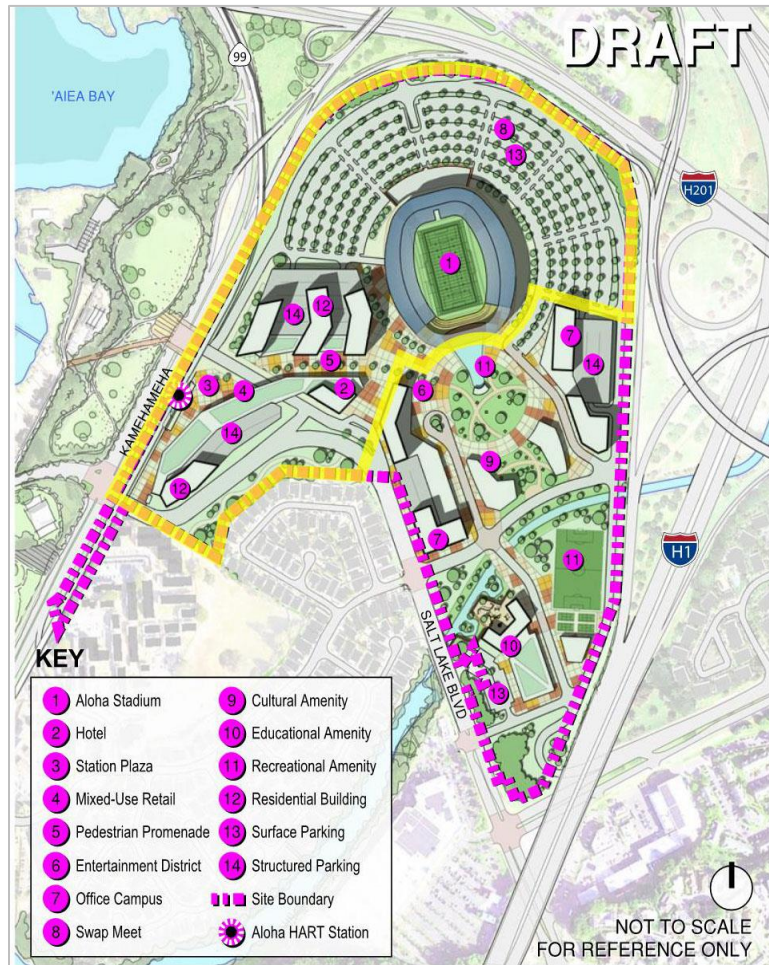 DRAFT
99
'AIEA BAY
H201
8
13
1
12
14
7
14
5
11
3
4
2
6
KAMEHAMEHA
14
9
12
7
11
H1
10
SALT LAKE BLVD
13
KEY
1 Aloha Stadium
2 Hotel
3 Station Plaza
4 Mixed-Use Retail
5 Pedestrian Promenade
6 Entertainment District
7 Office Campus
8 Swap Meet
9 Cultural Amenity
10 Educational Amenity
11 Recreational Amenity
12 Residential Building
13 Surface Parking
14 Structured Parking
Site Boundary
Aloha HART Station
NOT TO SCALE
FOR REFERENCE ONLY